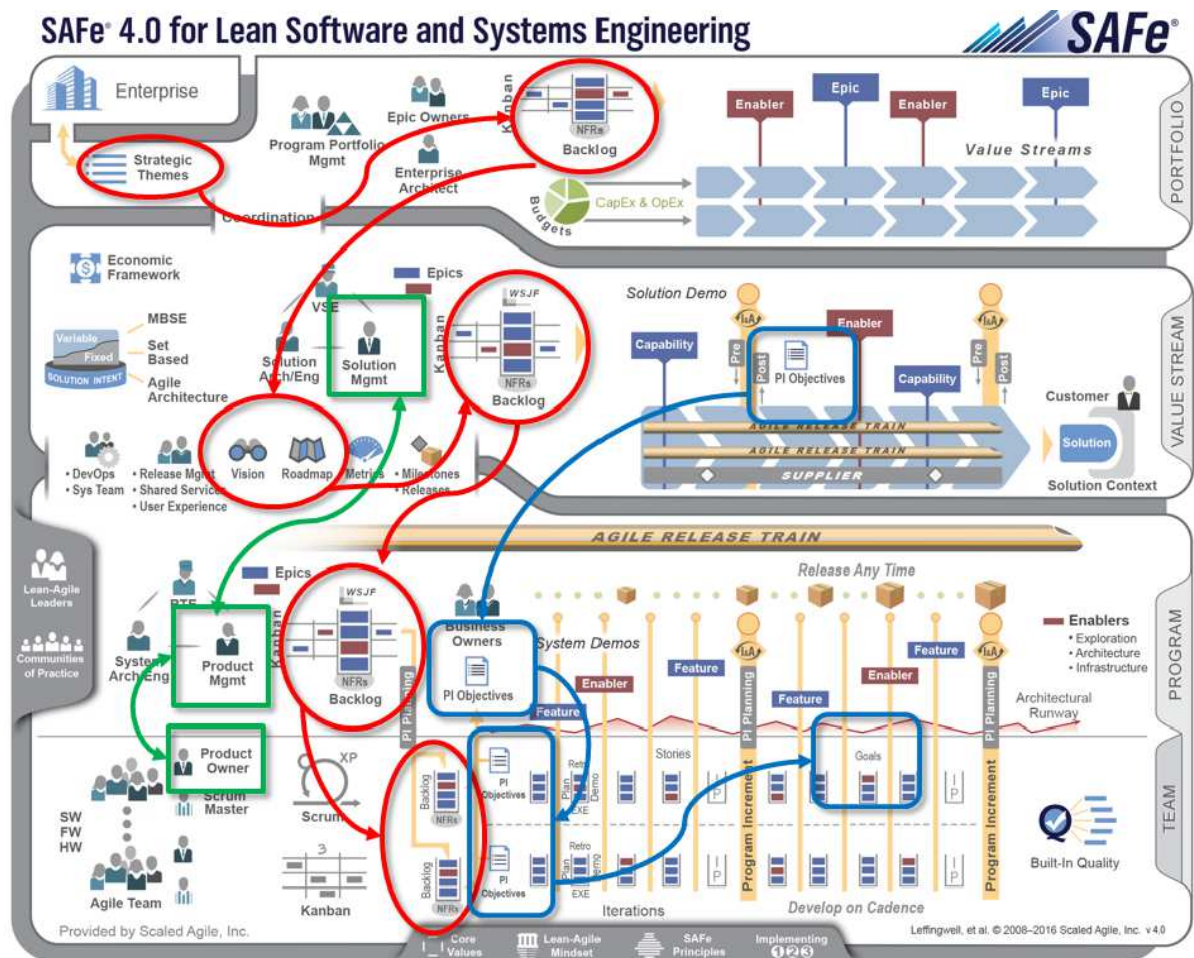 SAFe® 4.0 for Lean Software and Systems Engineering
SAFe®
Enterprise
Strategic
Themes
Program Portfolio
Mgmt
Epic Owners
Enterprise
Architect
Kanban
NFRs
Backlog
Enabler
Epic
Enabler
Epic
Value Streams
Budgets
CapEx & OpEx
PORTFOLIO
Coordination
Economic
Framework
MBSE
Set
Based
Agile
Architecture
Variable
Fixed
SOLUTION INTENT
VSE
Solution
Arch/Eng
Solution
Mgmt
Epics
Kanban
WSJF
NFRs
Backlog
• DevOps
• Sys Team
• Release Mgmt
• Shared Services
• User Experience
Vision
Roadmap
Metrics
• Milestones
• Releases
Solution Demo
I&A
Capability
Pre
Post
PI Objectives
Enabler
Capability
I&A
Pre
Post
AGILE RELEASE TRAIN
AGILE RELEASE TRAIN
SUPPLIER
Customer
Solution
Solution Context
VALUE STREAM
Lean-Agile
Leaders
Communities
of Practice
AGILE RELEASE TRAIN
RTE
System
Arch/Eng
Product
Mgmt
Epics
Kanban
WSJF
NFRs
Backlog
PI Planning
Business
Owners
PI Objectives
Release Any Time
System Demos
Feature
Enabler
Feature
I&A
PI Planning
Feature
Enabler
Feature
I&A
PI Planning
Enablers
• Exploration
• Architecture
• Infrastructure
Architectural
Runway
PROGRAM
Product
Owner
Scrum
Master
SW
FW
HW
Agile Team
XP
Scrum
Kanban
Backlog
NFRs
PI
Objectives
Plan
Retro
Demo
EXE
Stories
I P
Program Increment
Goals
I P
Program Increment
Backlog
NFRs
PI
Objectives
Plan
Retro
Demo
EXE
I P
I P
Iterations
Develop on Cadence
Built-In Quality
TEAM
Provided by Scaled Agile, Inc.
Leffingwell, et al. © 2008–2016 Scaled Agile, Inc. v 4.0
Core
Values
Lean-Agile
Mindset
SAFe
Principles
Implementing
123